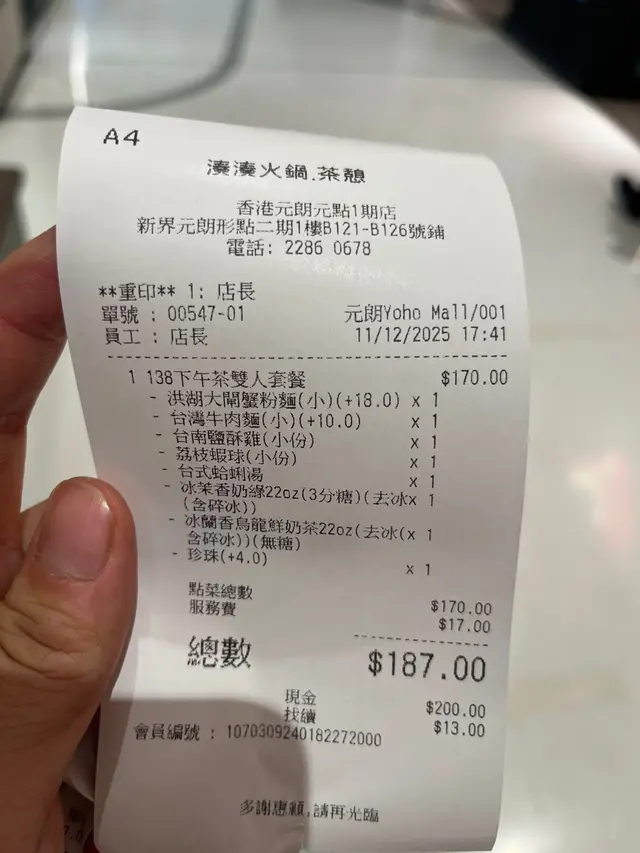 A4
湊湊火鍋.茶憩
香港元朗元點1期店
新界元朗形點二期1樓B121-B126號鋪
電話: 2286 0678
**重印** 1: 店長
單號 : 00547-01 元朗Yoho Mall/001
員工 : 店長 11/12/2025 17:41
1 138下午茶雙人套餐 $170.00
- 洪湖大閘蟹粉麵(小)(+18.0) x 1
- 台灣牛肉麵(小)(+10.0) x 1
- 台南鹽酥雞(小份) x 1
- 荔枝蝦球(小份) x 1
- 台式蛤蜊湯 x 1
- 冰茉香奶綠22oz(3分糖)(去冰x 1
(含碎冰))
- 冰蘭香烏龍鮮奶茶22oz(去冰(x 1
含碎冰))(無糖)
- 珍珠(+4.0) x 1
點菜總數 $170.00
服務費 $17.00
總數 $187.00
現金 $200.00
找續 $13.00
會員編號 : 1070309240182272000
多謝惠顧,請再光臨